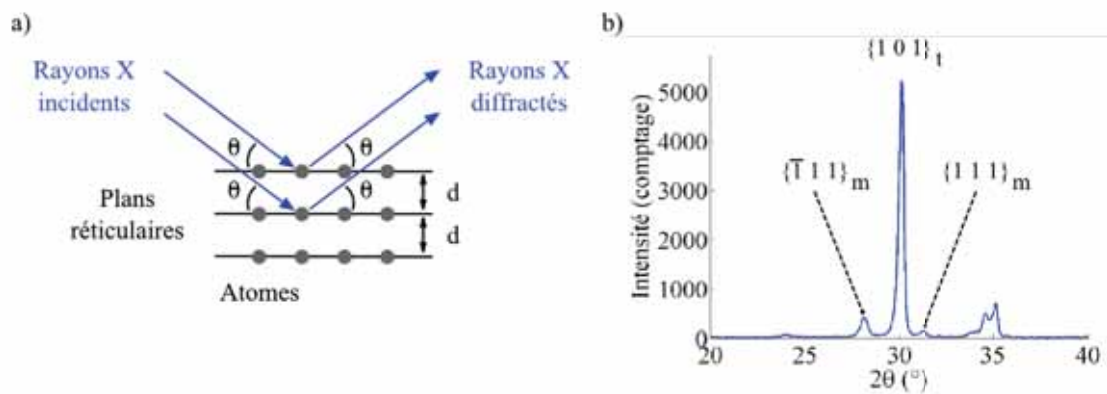 a)
Rayons X
incidents
Rayons X
diffractés
θ
θ
θ
θ
d
d
Plans
réticulaires
Atomes
b)
{1 0 1}t
{1̅ 1 1}m
{1 1 1}m
Intensité (comptage)
5000
4000
3000
2000
1000
0
20
25
30
35
40
2θ (°)